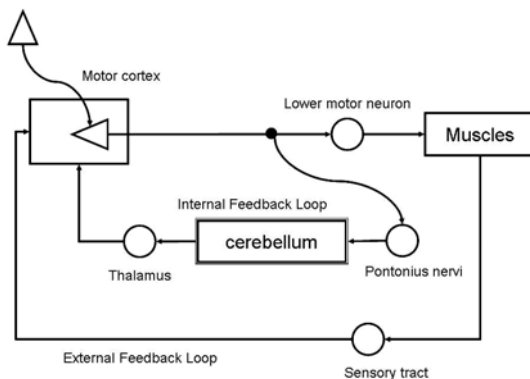 Motor cortex
Lower motor neuron
Muscles
Internal Feedback Loop
cerebellum
Thalamus
Pontonius nervi
External Feedback Loop
Sensory tract